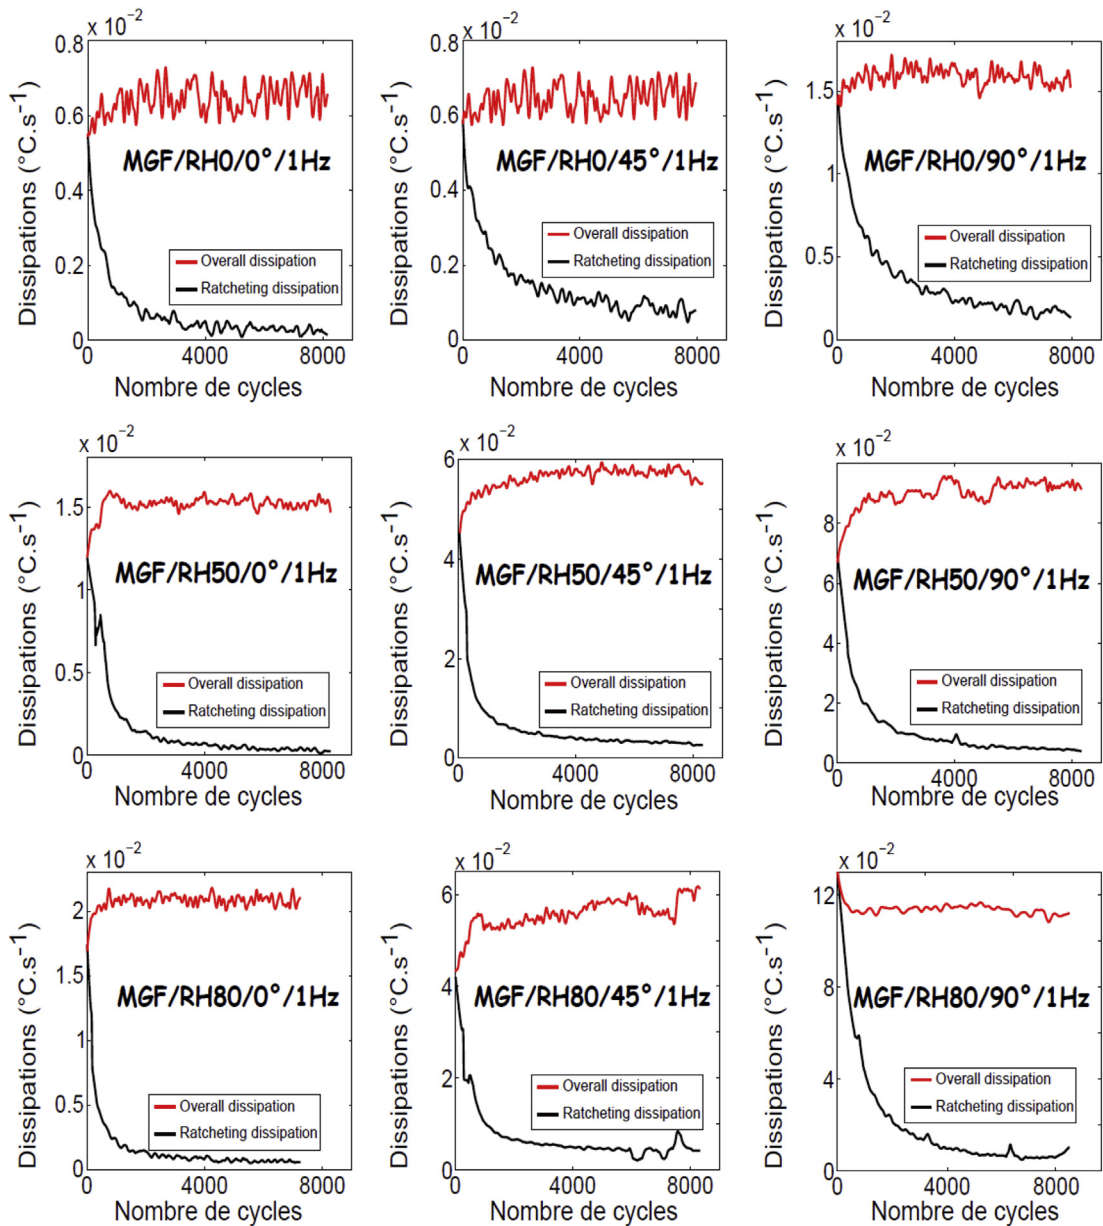 x 10−2
0.8
0.6
0.4
0.2
0
0 4000 8000
Dissipations (°C.s−1)
Nombre de cycles
MGF/RH0/0°/1Hz
Overall dissipation
Ratcheting dissipation
x 10−2
0.8
0.6
0.4
0.2
0
0 4000 8000
Dissipations (°C.s−1)
Nombre de cycles
MGF/RH0/45°/1Hz
Overall dissipation
Ratcheting dissipation
x 10−2
1.5
1
0.5
0
0 4000 8000
Dissipations (°C.s−1)
Nombre de cycles
MGF/RH0/90°/1Hz
Overall dissipation
Ratcheting dissipation
x 10−2
1.5
1
0.5
0
0 4000 8000
Dissipations (°C.s−1)
Nombre de cycles
MGF/RH50/0°/1Hz
Overall dissipation
Ratcheting dissipation
x 10−2
6
4
2
0
0 4000 8000
Dissipations (°C.s−1)
Nombre de cycles
MGF/RH50/45°/1Hz
Overall dissipation
Ratcheting dissipation
x 10−2
8
6
4
2
0
0 4000 8000
Dissipations (°C.s−1)
Nombre de cycles
MGF/RH50/90°/1Hz
Overall dissipation
Ratcheting dissipation
x 10−2
2
1.5
1
0.5
0
0 4000 8000
Dissipations (°C.s−1)
Nombre de cycles
MGF/RH80/0°/1Hz
Overall dissipation
Ratcheting dissipation
x 10−2
6
4
2
0
0 4000 8000
Dissipations (°C.s−1)
Nombre de cycles
MGF/RH80/45°/1Hz
Overall dissipation
Ratcheting dissipation
x 10−2
12
8
4
0
0 4000 8000
Dissipations (°C.s−1)
Nombre de cycles
MGF/RH80/90°/1Hz
Overall dissipation
Ratcheting dissipation